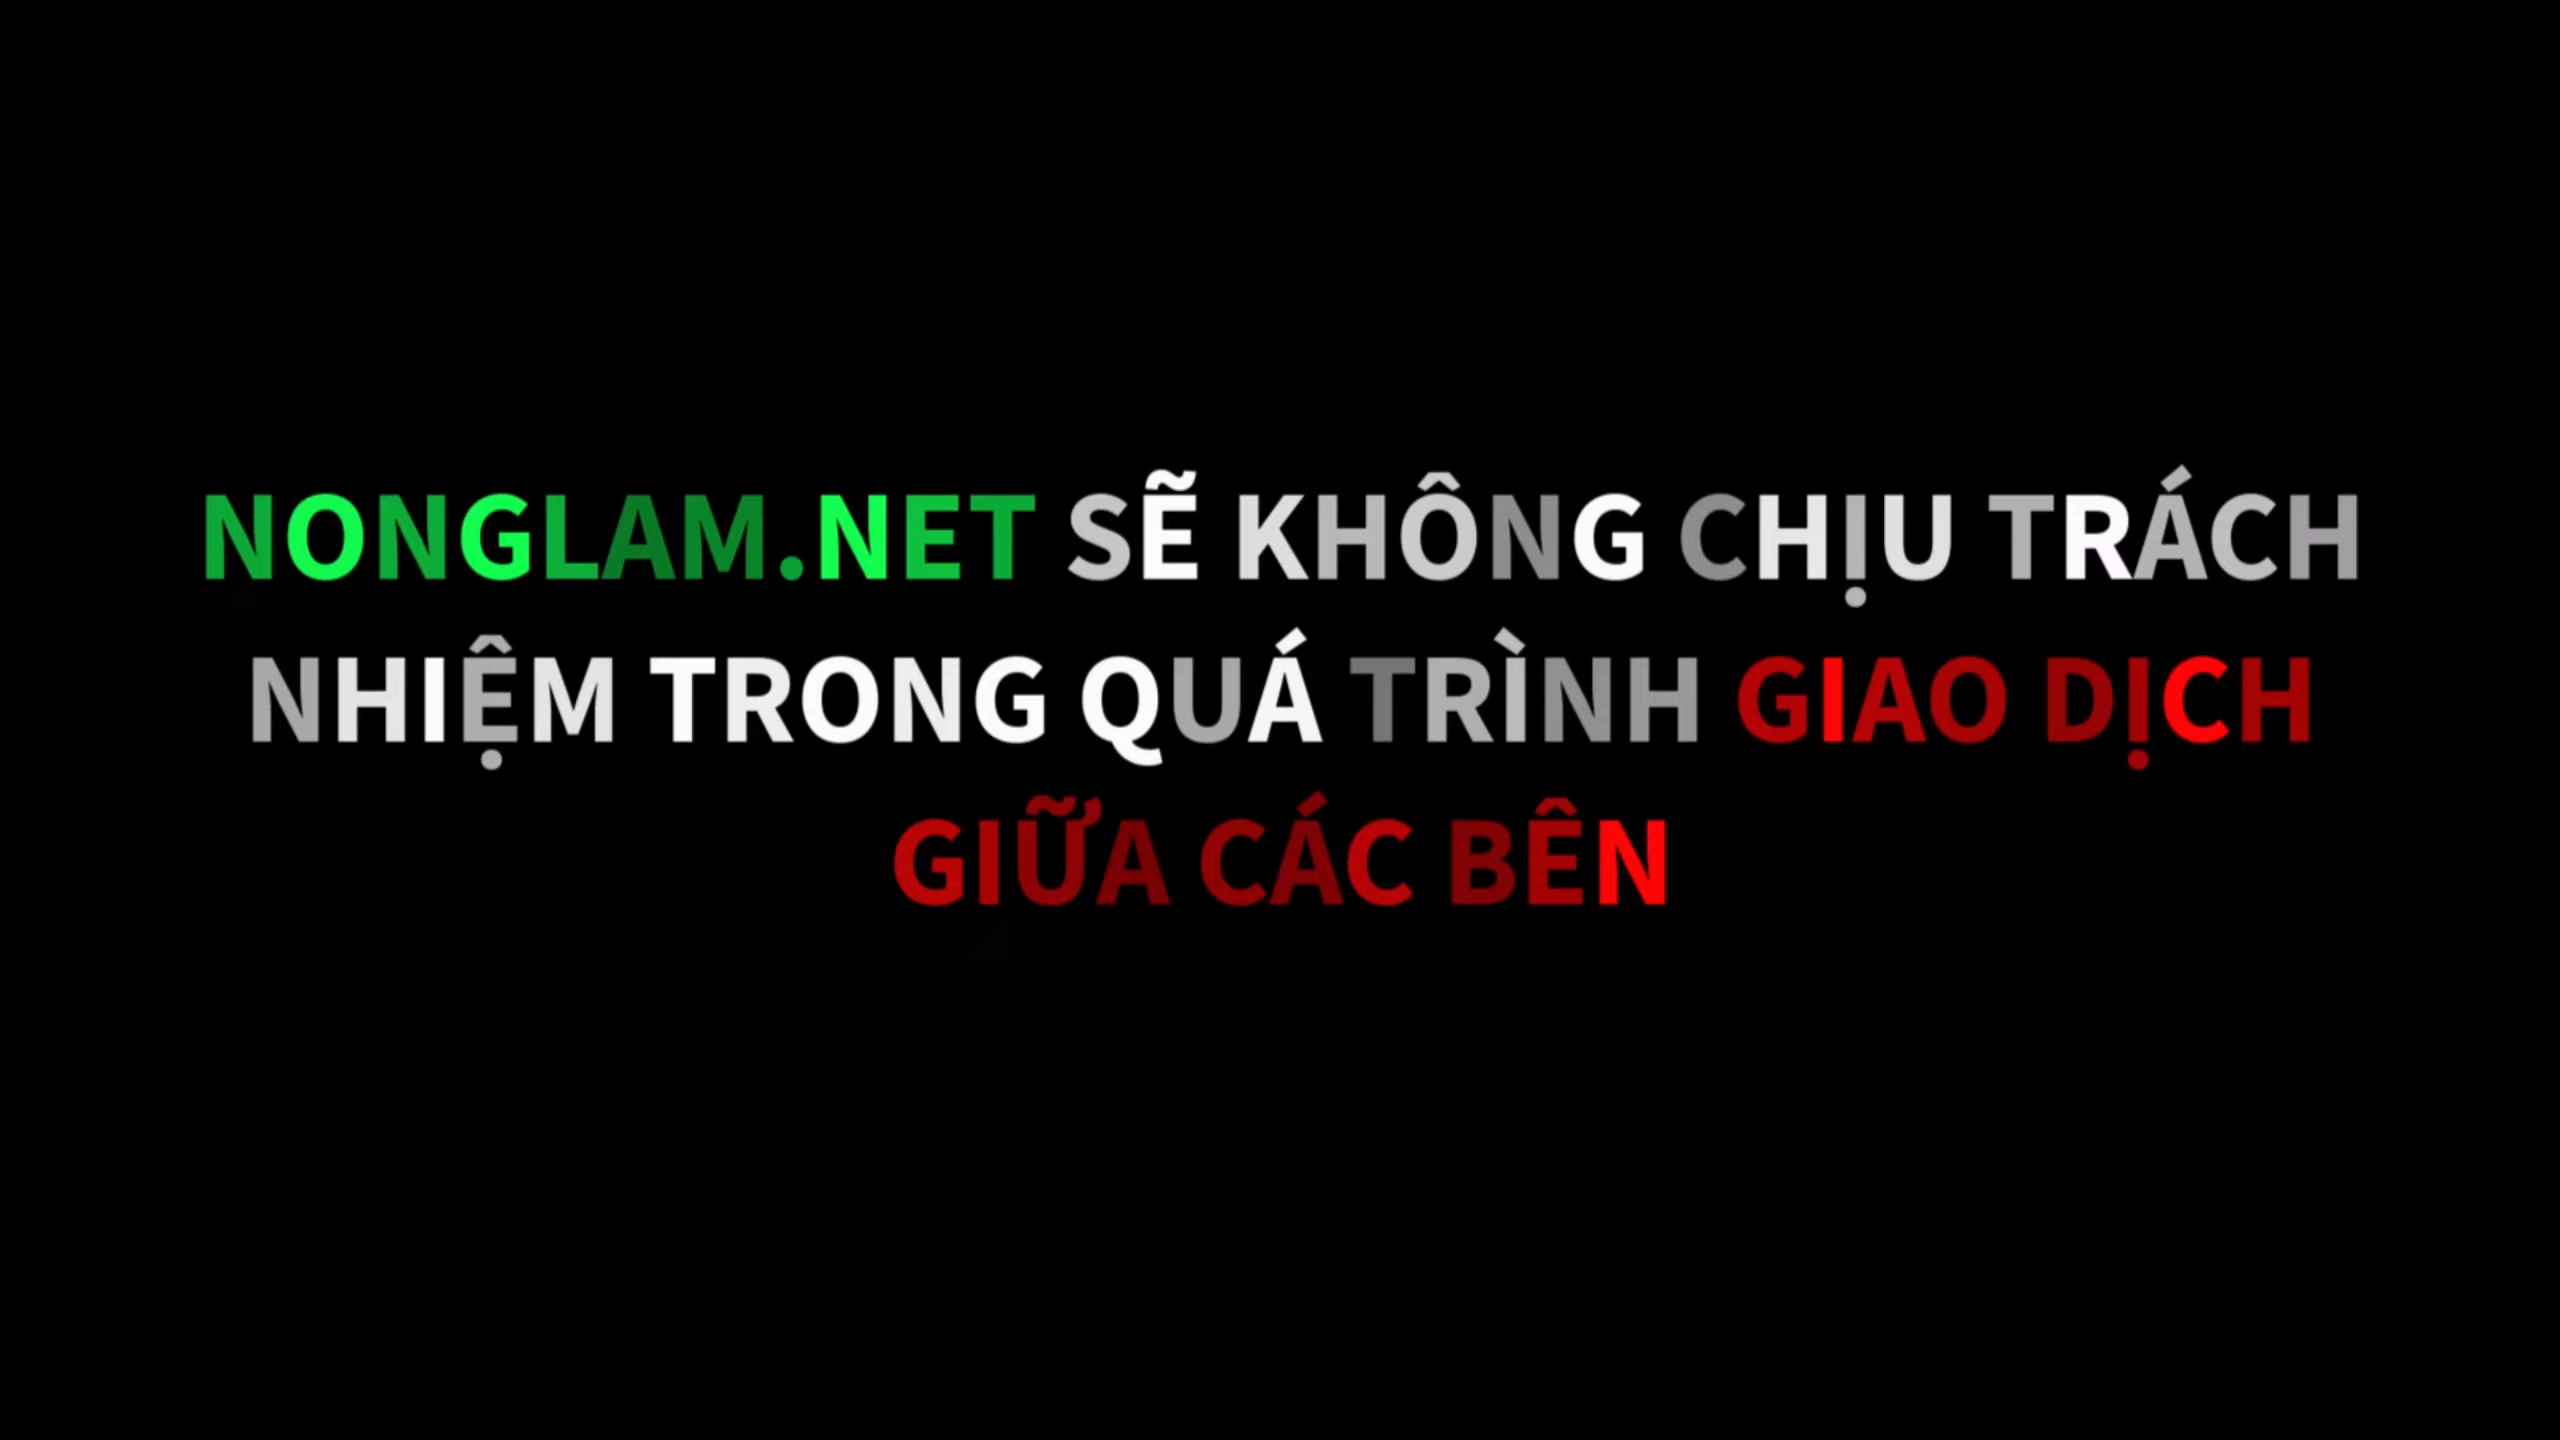 NONGLAM.NET SẼ KHÔNG CHỊU TRÁCH
NHIỆM TRONG QUÁ TRÌNH GIAO DỊCH
GIỮA CÁC BÊN